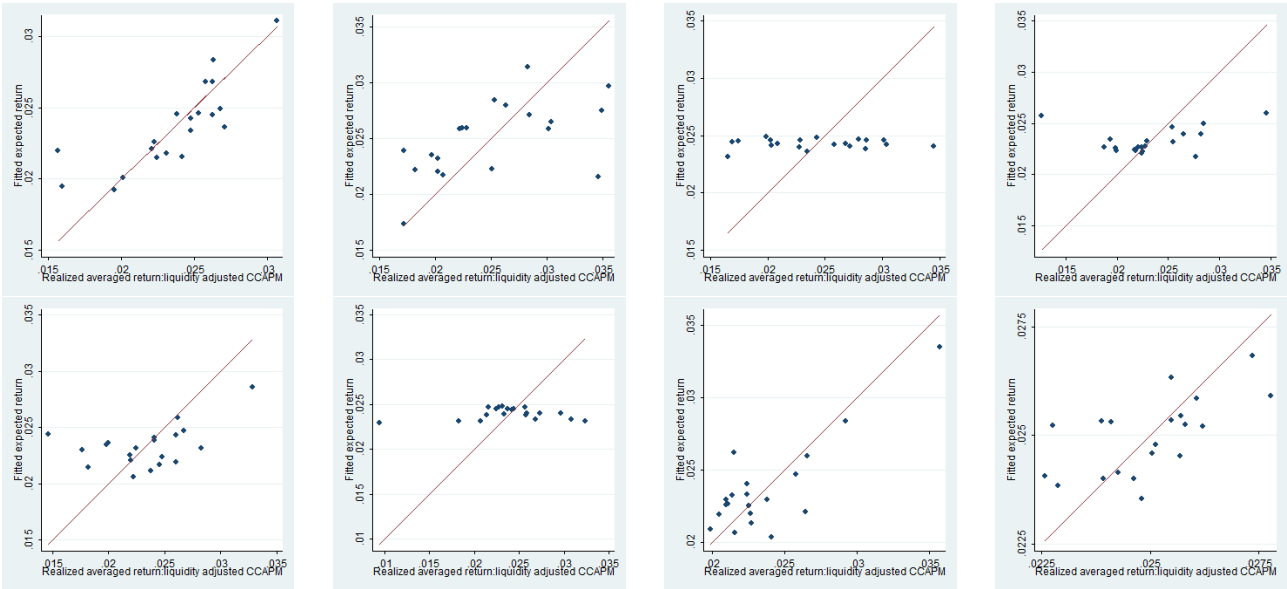 Fitted expected return
.03
.025
.02
.015
.015 .02 .025 .03
Realized averaged return:liquidity adjusted CCAPM
Fitted expected return
.035
.03
.025
.02
.015
.015 .02 .025 .03 .035
Realized averaged return:liquidity adjusted CCAPM
Fitted expected return
.035
.03
.025
.02
.015
.015 .02 .025 .03 .035
Realized averaged return:liquidity adjusted CCAPM
Fitted expected return
.035
.03
.025
.02
.015
.015 .02 .025 .03 .035
Realized averaged return:liquidity adjusted CCAPM
Fitted expected return
.035
.03
.025
.02
.015
.015 .02 .025 .03 .035
Realized averaged return:liquidity adjusted CCAPM
Fitted expected return
.035
.03
.025
.02
.015
.01
.01 .015 .02 .025 .03 .035
Realized averaged return:liquidity adjusted CCAPM
Fitted expected return
.035
.03
.025
.02
.02 .025 .03 .035
Realized averaged return:liquidity adjusted CCAPM
Fitted expected return
.0275
.025
.0225
.0225 .025 .0275
Realized averaged return:liquidity adjusted CCAPM